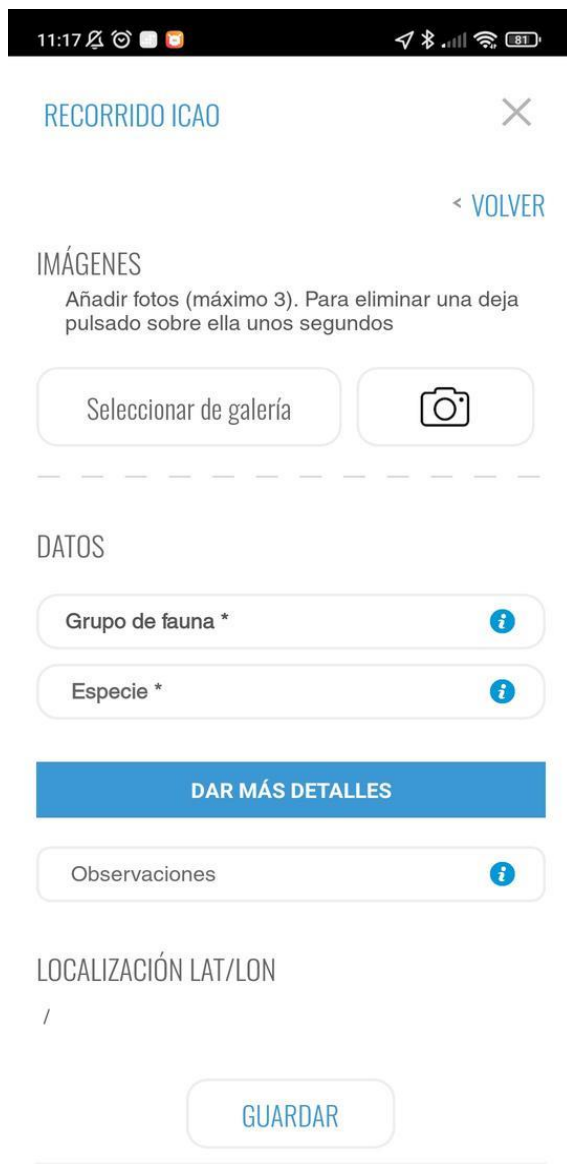 11:17 81
RECORRIDO ICAO
< VOLVER
IMÁGENES
Añadir fotos (máximo 3). Para eliminar una deja
pulsado sobre ella unos segundos
Seleccionar de galería
DATOS
Grupo de fauna *
Especie *
DAR MÁS DETALLES
Observaciones
LOCALIZACIÓN LAT/LON
/
GUARDAR